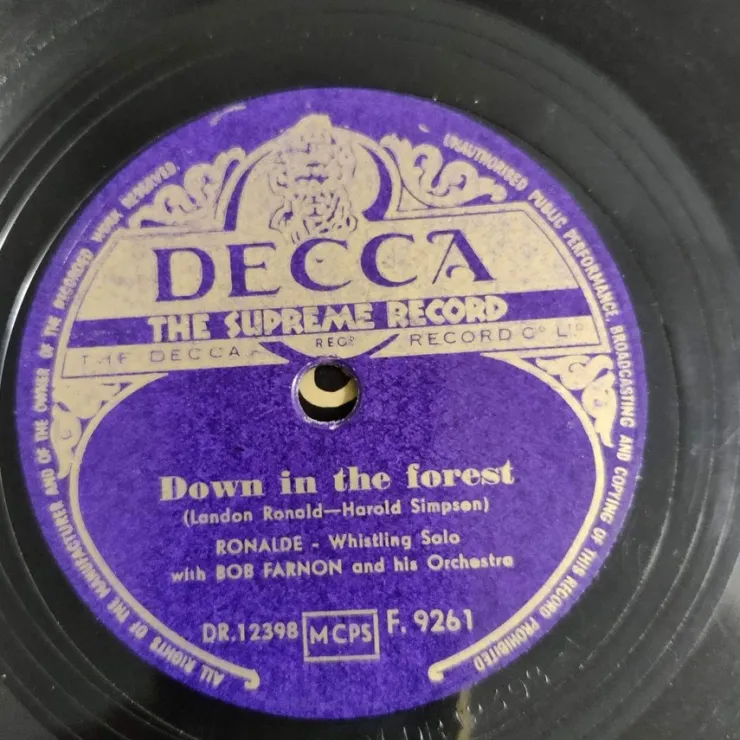 ALL RIGHTS OF THE MANUFACTURER AND OF THE OWNER OF THE RECORDED WORK RESERVED
UNAUTHORISED PUBLIC PERFORMANCE BROADCASTING AND COPYING OF THIS RECORD PROHIBITED
DECCA
THE SUPREME RECORD
THE DECCA REGD RECORD CO LTD
Down in the forest
(Landon Ronald—Harold Simpson)
RONALDE - Whistling Solo
with BOB FARNON and his Orchestra
DR.12398 MCPS F. 9261